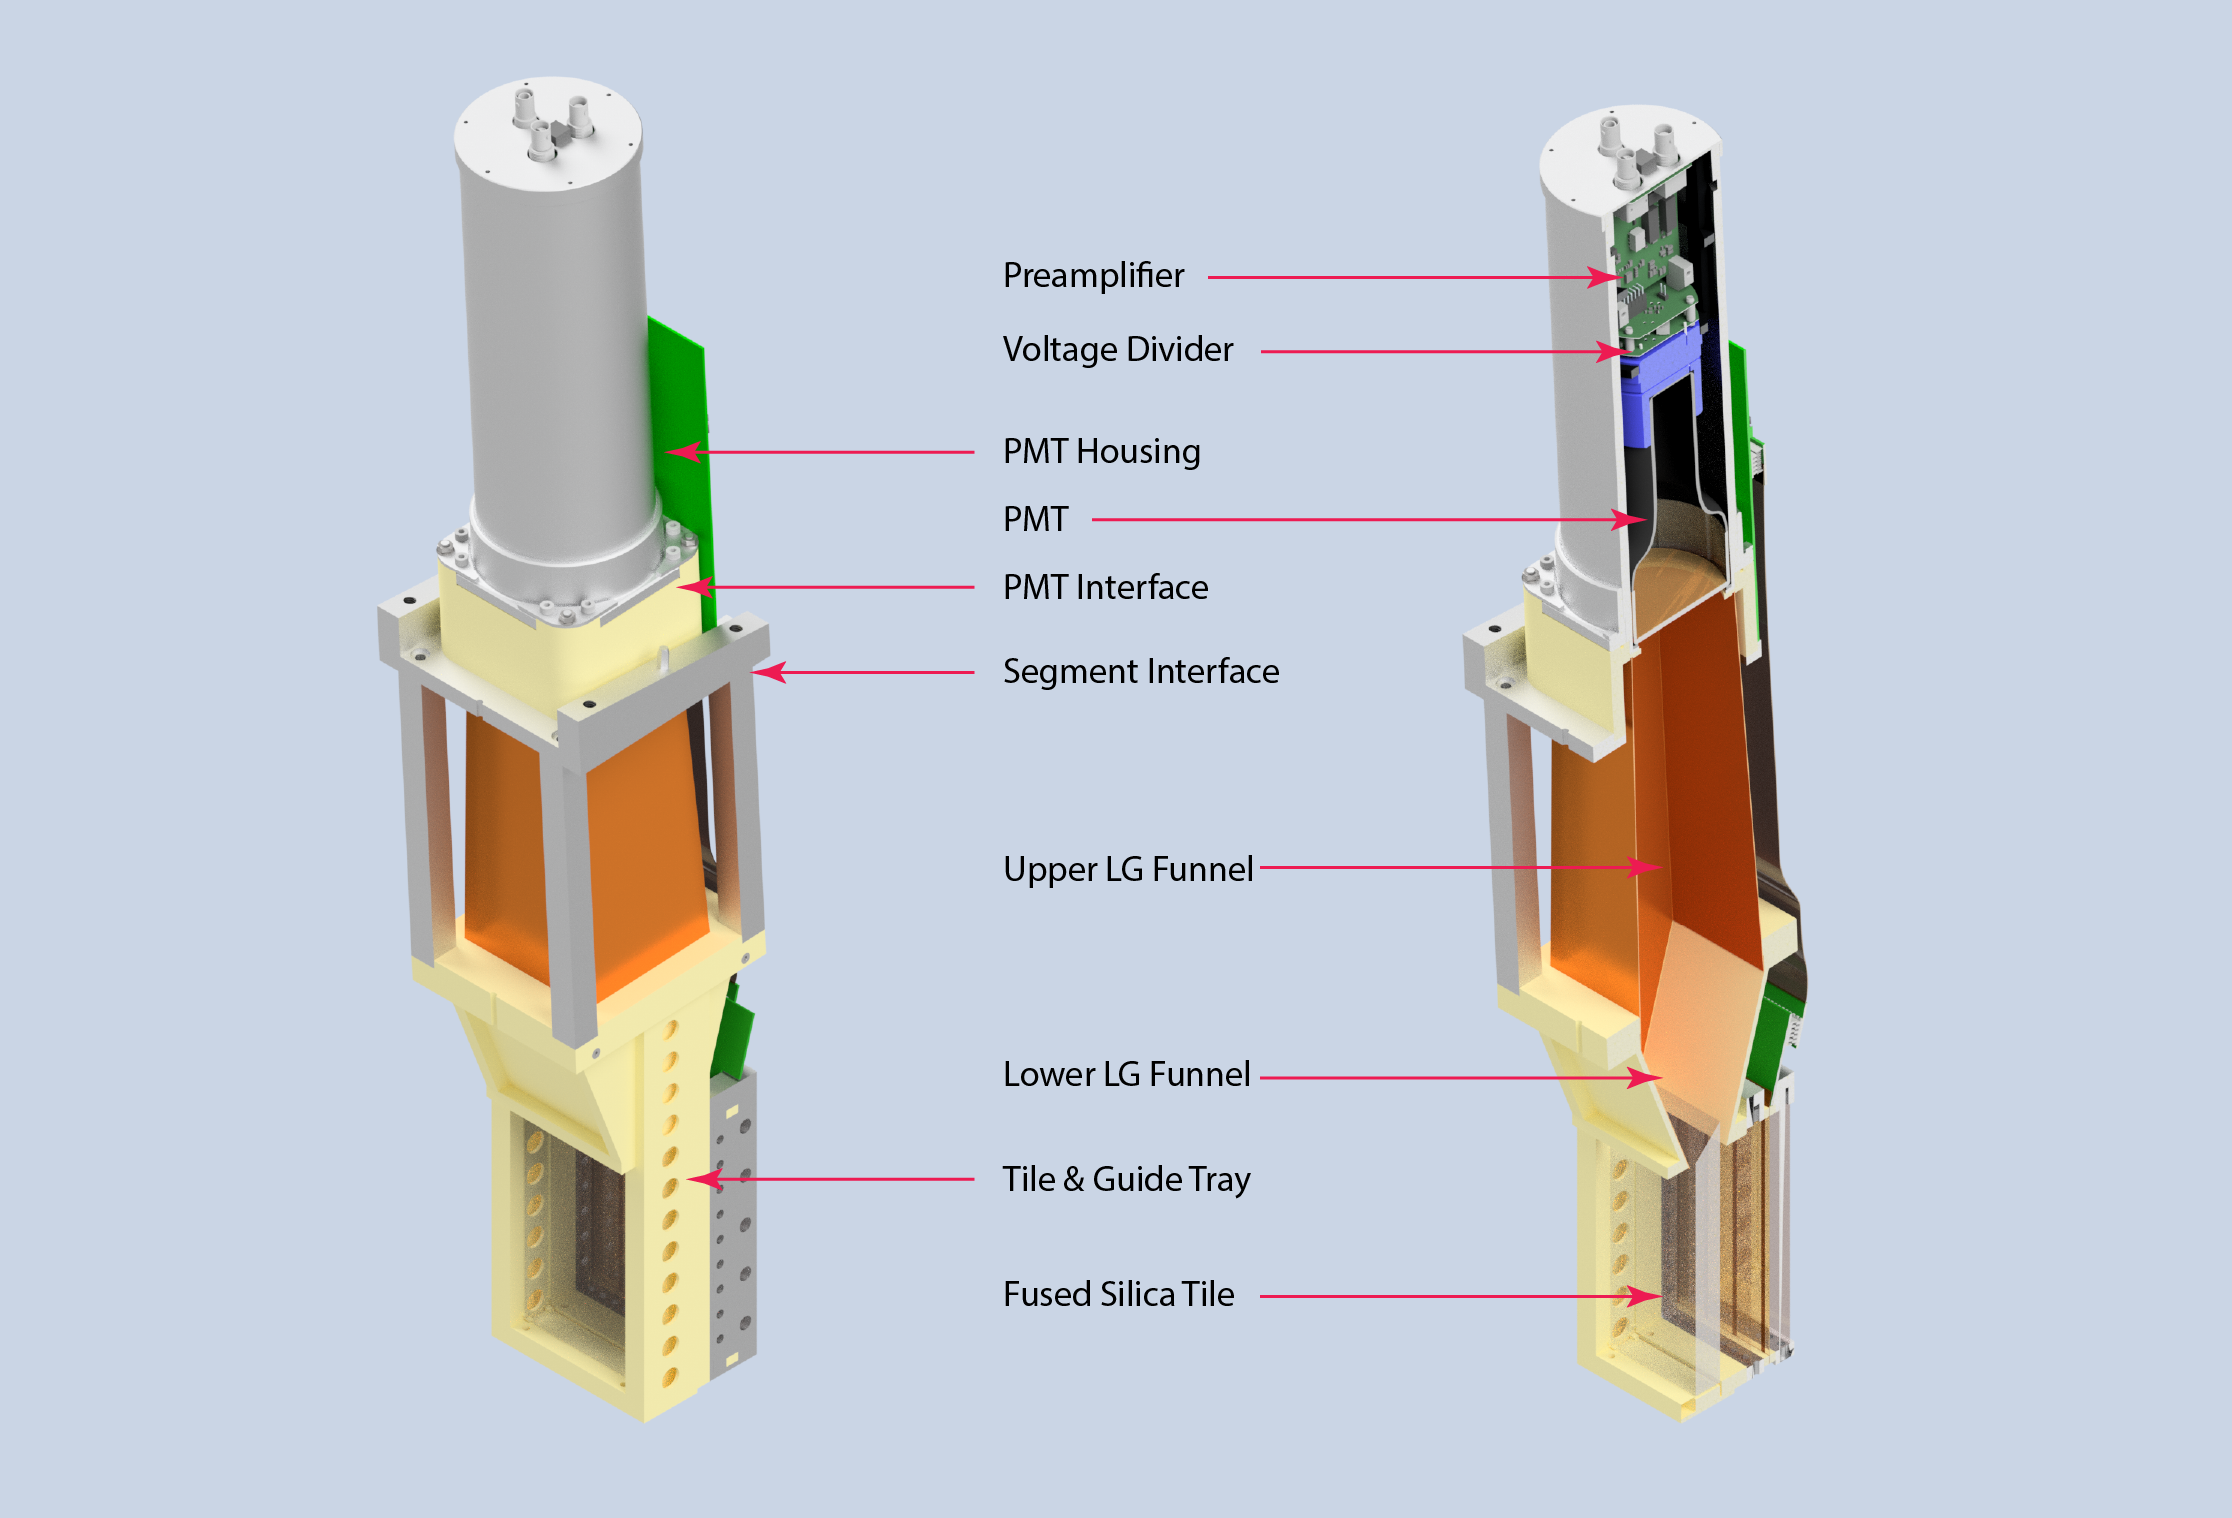 Preamplifier
Voltage Divider
PMT Housing
PMT
PMT Interface
Segment Interface
Upper LG Funnel
Lower LG Funnel
Tile & Guide Tray
Fused Silica Tile